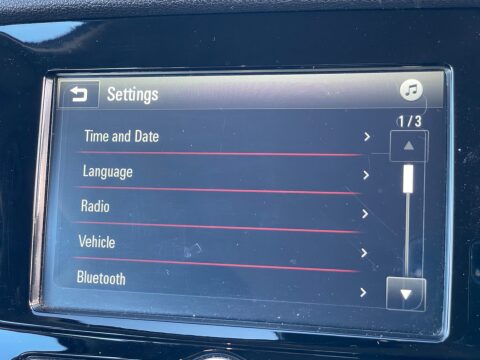 Settings
1/3
Time and Date
Language
Radio
Vehicle
Bluetooth